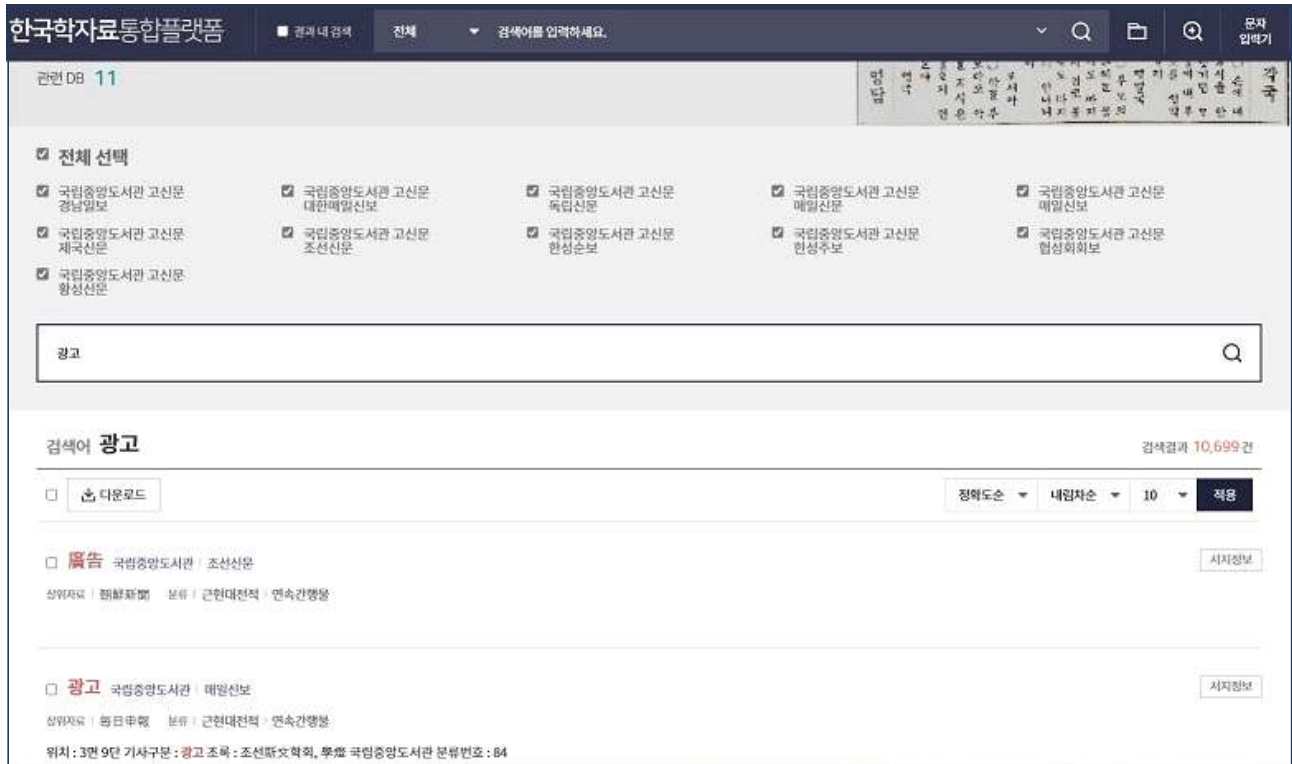 한국학자료통합플랫폼
결과 내 검색
전체
검색어를 입력하세요.
문자
입력기
관련 DB 11
각국
전체 선택
국립중앙도서관 고신문
경남일보
국립중앙도서관 고신문
대한매일신보
국립중앙도서관 고신문
독립신문
국립중앙도서관 고신문
매일신문
국립중앙도서관 고신문
매일신보
국립중앙도서관 고신문
제국신문
국립중앙도서관 고신문
조선신문
국립중앙도서관 고신문
한성순보
국립중앙도서관 고신문
한성주보
국립중앙도서관 고신문
협성회회보
국립중앙도서관 고신문
황성신문
광고
검색어 광고
검색결과 10,699 건
다운로드
정확도순
내림차순
10
적용
廣告 국립중앙도서관 | 조선신문
서지정보
상위자료 | 朝鮮新聞 분류 | 근현대전적 > 연속간행물
광고 국립중앙도서관 | 매일신보
서지정보
상위자료 | 每日申報 분류 | 근현대전적 > 연속간행물
위치 : 3면 9단 기사구분 : 광고 초록 : 조선斯文학회, 學燈 국립중앙도서관 분류번호 : 84